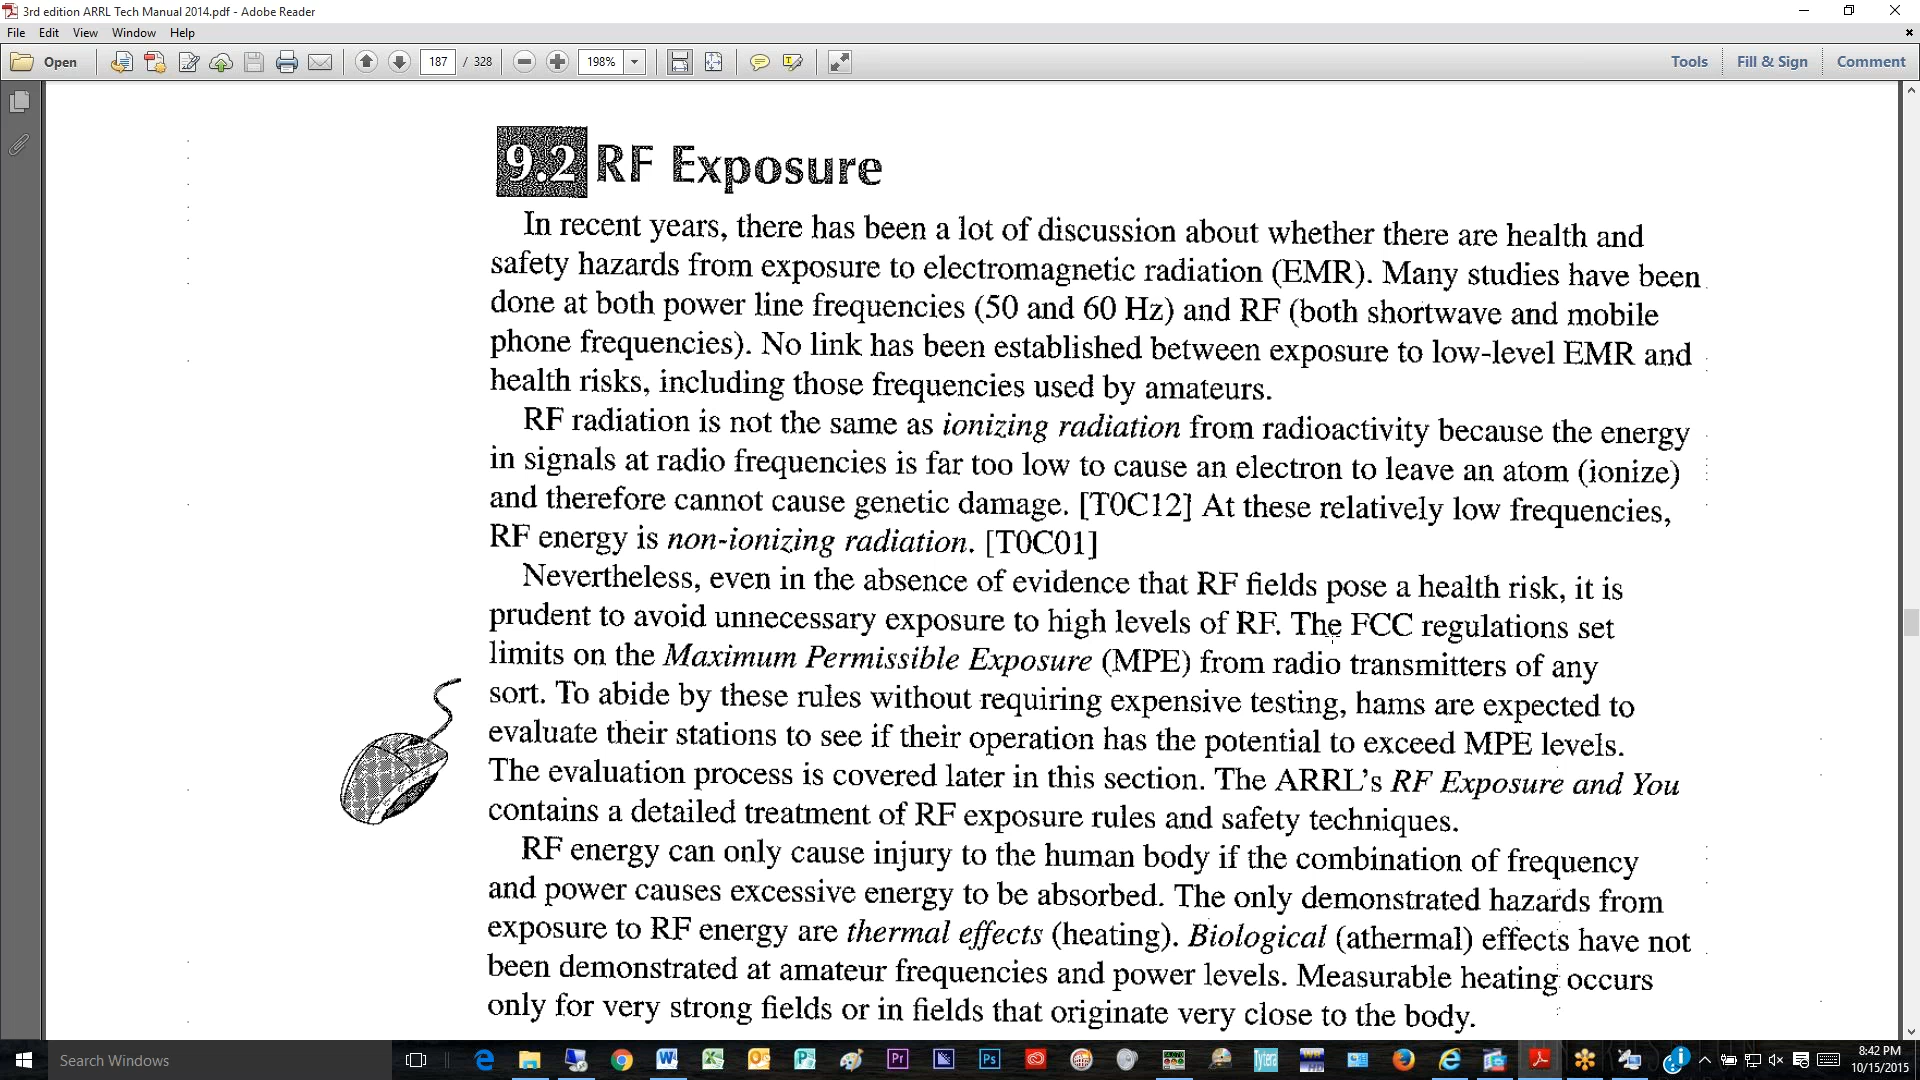 3rd edition ARRL Tech Manual 2014.pdf - Adobe Reader
File Edit View Window Help
Open 187 / 328 198% Tools Fill & Sign Comment
9.2 RF Exposure
In recent years, there has been a lot of discussion about whether there are health and
safety hazards from exposure to electromagnetic radiation (EMR). Many studies have been
done at both power line frequencies (50 and 60 Hz) and RF (both shortwave and mobile
phone frequencies). No link has been established between exposure to low-level EMR and
health risks, including those frequencies used by amateurs.
RF radiation is not the same as ionizing radiation from radioactivity because the energy
in signals at radio frequencies is far too low to cause an electron to leave an atom (ionize)
and therefore cannot cause genetic damage. [T0C12] At these relatively low frequencies,
RF energy is non-ionizing radiation. [T0C01]
Nevertheless, even in the absence of evidence that RF fields pose a health risk, it is
prudent to avoid unnecessary exposure to high levels of RF. The FCC regulations set
limits on the Maximum Permissible Exposure (MPE) from radio transmitters of any
sort. To abide by these rules without requiring expensive testing, hams are expected to
evaluate their stations to see if their operation has the potential to exceed MPE levels.
The evaluation process is covered later in this section. The ARRL's RF Exposure and You
contains a detailed treatment of RF exposure rules and safety techniques.
RF energy can only cause injury to the human body if the combination of frequency
and power causes excessive energy to be absorbed. The only demonstrated hazards from
exposure to RF energy are thermal effects (heating). Biological (athermal) effects have not
been demonstrated at amateur frequencies and power levels. Measurable heating occurs
only for very strong fields or in fields that originate very close to the body.
Search Windows
Pr
Ps
Tytera
8:42 PM
10/15/2015